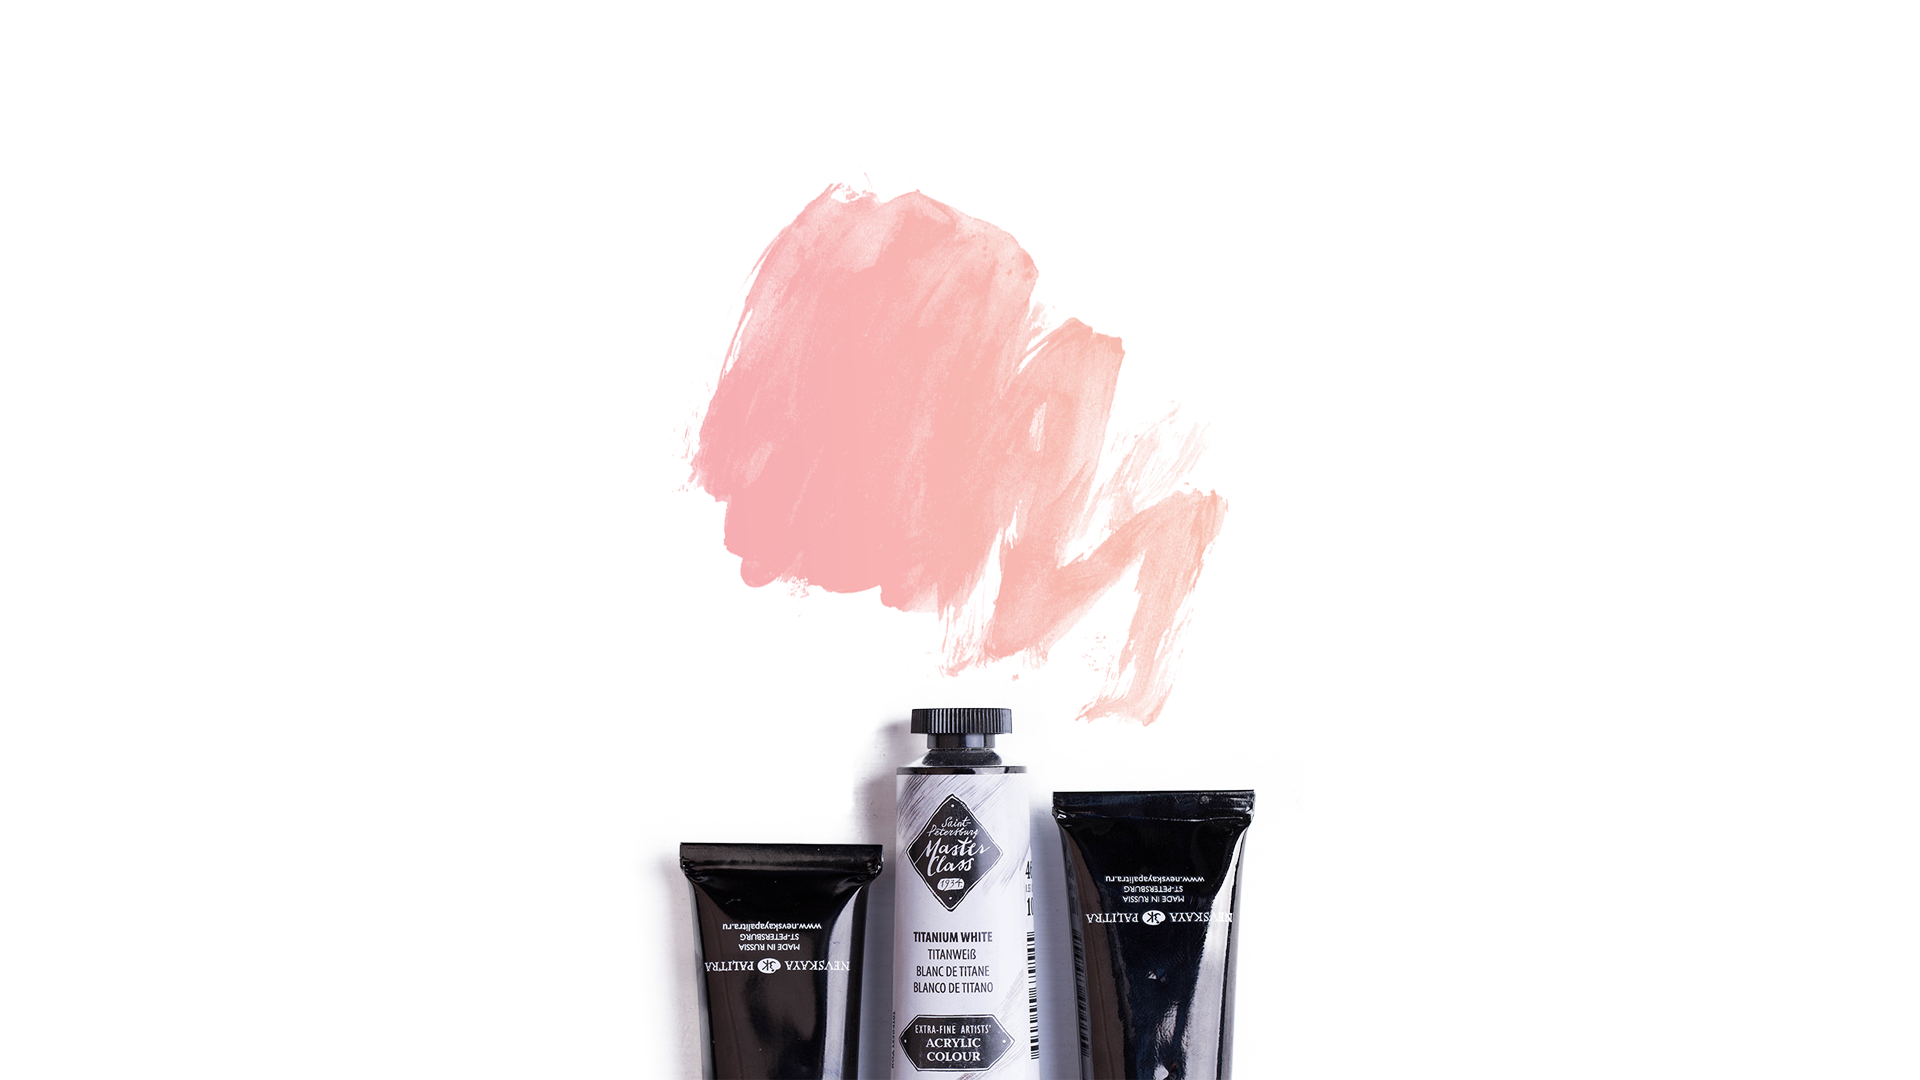 Saint-
Petersburg
Master
Class
1934
TITANIUM WHITE
TITANWEIß
BLANC DE TITANE
BLANCO DE TITANO
EXTRA-FINE ARTISTS'
ACRYLIC
COLOUR
NEVSKAYA PALITRA
MADE IN RUSSIA
ST-PETERSBURG
www.nevskayapalitra.ru
NEVSKAYA PALITRA
MADE IN RUSSIA
ST-PETERSBURG
www.nevskayapalitra.ru